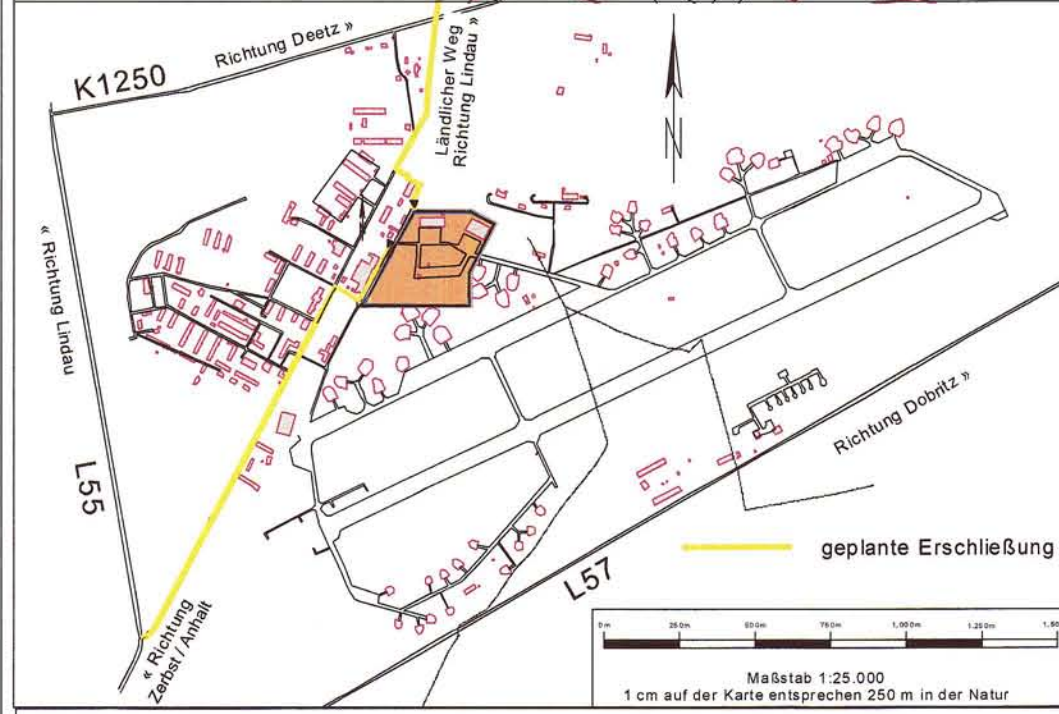 Richtung Deetz »
K1250
Ländlicher Weg
Richtung Lindau »
N
« Richtung Lindau
L55
Richtung Dobritz »
geplante Erschließung
L57
« Richtung
Zerbst / Anhalt
0m 250m 500m 750m 1.000m 1.250m
Maßstab 1:25.000
1 cm auf der Karte entsprechen 250 m in der Natur